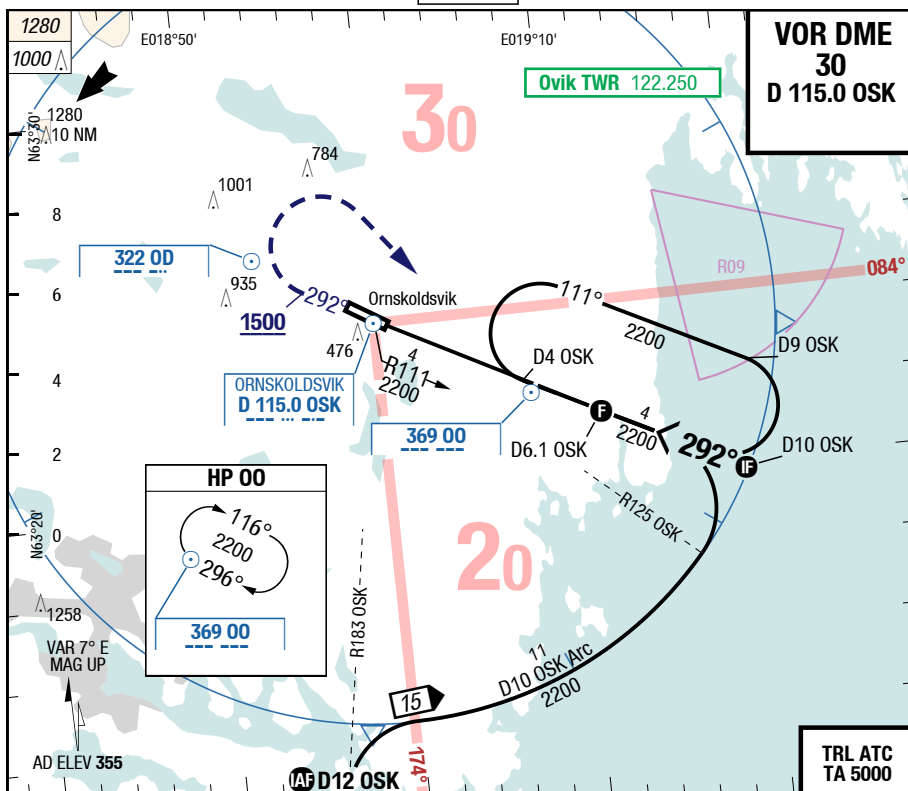 1280
1000
E018°50'
E019°10'
VOR DME
30
D 115.0 OSK
Ovik TWR 122.250
30
1280
10 NM
N63°30'
784
1001
8
322 OD
R09
084°
935
6
292°
Ornskoldsvik
111°
1500
2200
476
4
R111
2200
D4 OSK
D9 OSK
4
ORNSKOLDSVIK
D 115.0 OSK
369 OO
F
4
2200
D6.1 OSK
< 292°
IF
D10 OSK
2
HP OO
116°
2200
296°
369 OO
R125 OSK
N63°20'
0
20
R183 OSK
1258
VAR 7° E
MAG UP
11
D10 OSK Arc
2200
15
174°
AD ELEV 355
IAF D12 OSK
TRL ATC
TA 5000